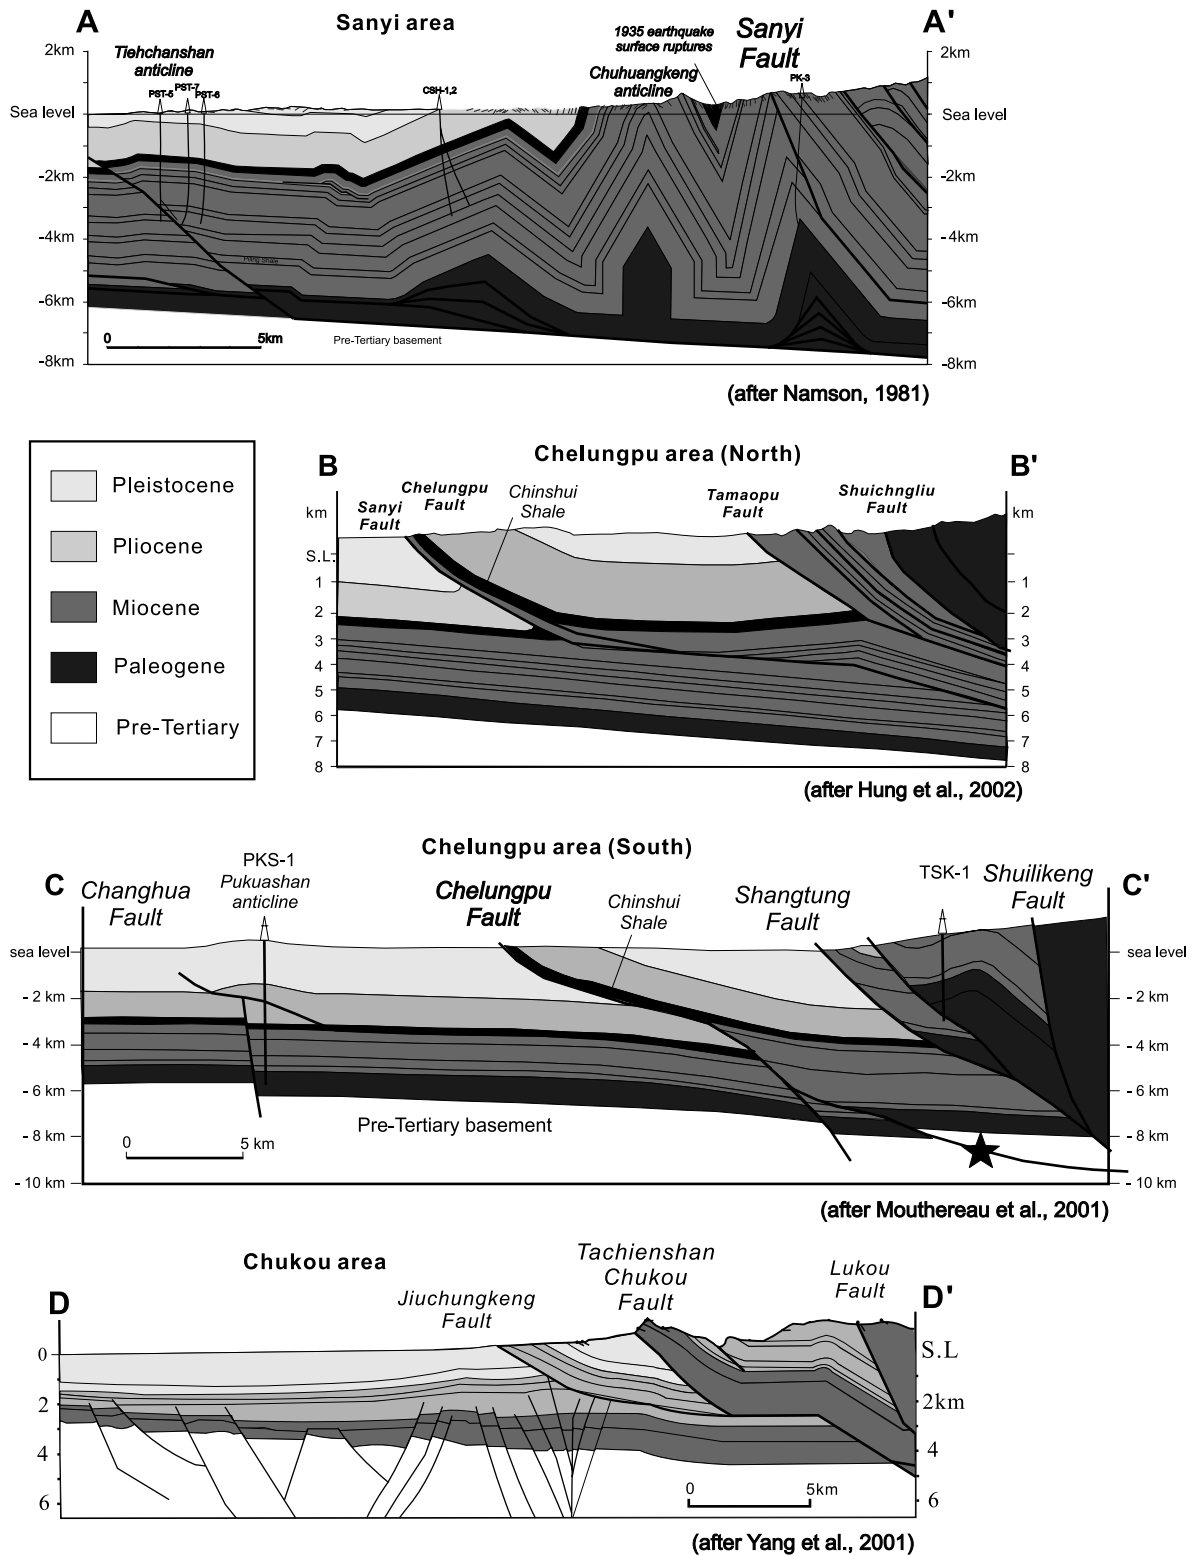 A
Sanyi area
A'
1935 earthquake
surface ruptures
Sanyi
Fault
2km
Tiehchanshan
anticline
Chuhuangkeng
anticline
2km
PST-5
PST-7
PST-6
CSH-1,2
PK-3
Sea level
Sea level
-2km
-2km
-4km
-4km
Piling Shale
-6km
-6km
0
5km
Pre-Tertiary basement
-8km
-8km
(after Namson, 1981)
Pleistocene
Pliocene
Miocene
Paleogene
Pre-Tertiary
B
Chelungpu area (North)
B'
Sanyi
Fault
Chelungpu
Fault
Chinshui
Shale
Tamaopu
Fault
Shuichngliu
Fault
km
km
S.L.
1
1
2
2
3
3
4
4
5
5
6
6
7
7
8
8
(after Hung et al., 2002)
Chelungpu area (South)
C
C'
Changhua
Fault
PKS-1
Pukuashan
anticline
Chelungpu
Fault
Chinshui
Shale
Shangtung
Fault
TSK-1
Shuilikeng
Fault
sea level
sea level
- 2 km
- 2 km
- 4 km
- 4 km
- 6 km
- 6 km
- 8 km
- 8 km
- 10 km
- 10 km
Pre-Tertiary basement
0
5 km
(after Mouthereau et al., 2001)
Chukou area
D
D'
Jiuchungkeng
Fault
Tachienshan
Chukou
Fault
Lukou
Fault
0
S.L
2
2km
4
4
6
6
0
5km
(after Yang et al., 2001)